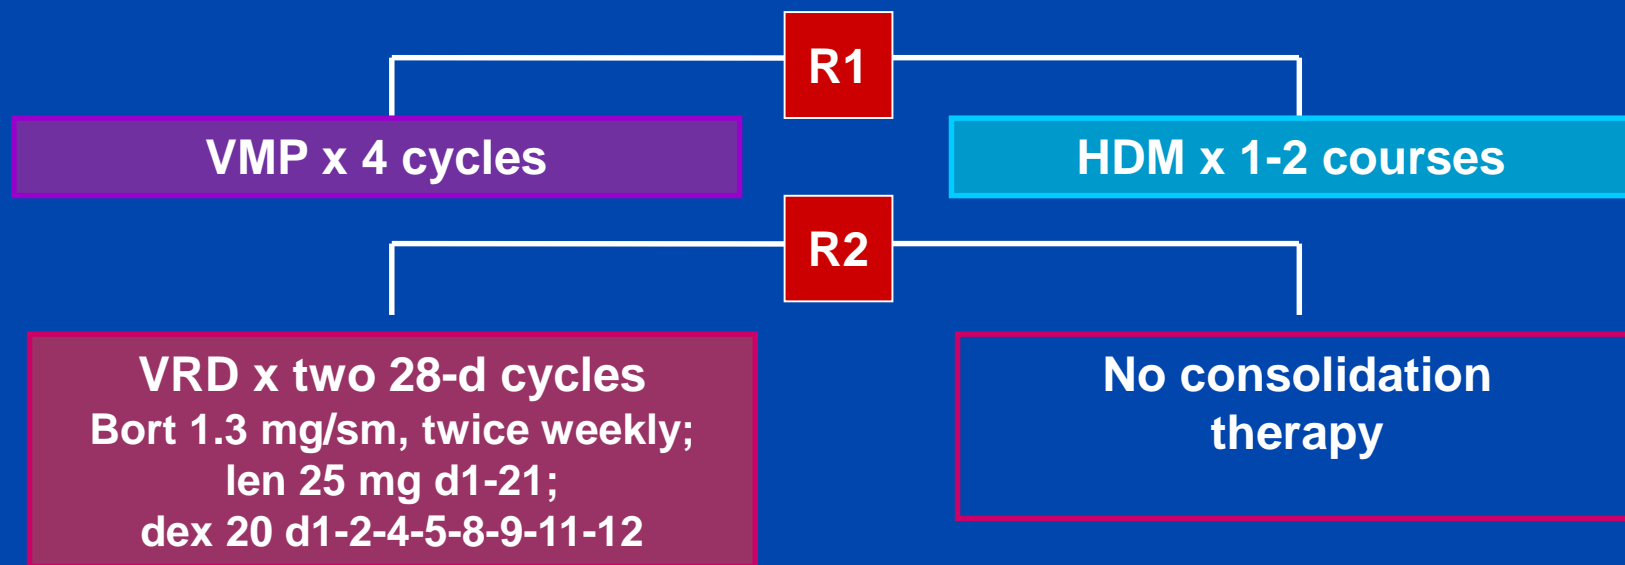 R1
VMP x 4 cycles
HDM x 1-2 courses
R2
VRD x two 28-d cycles
Bort 1.3 mg/sm, twice weekly;
len 25 mg d1-21;
dex 20 d1-2-4-5-8-9-11-12
No consolidation
therapy